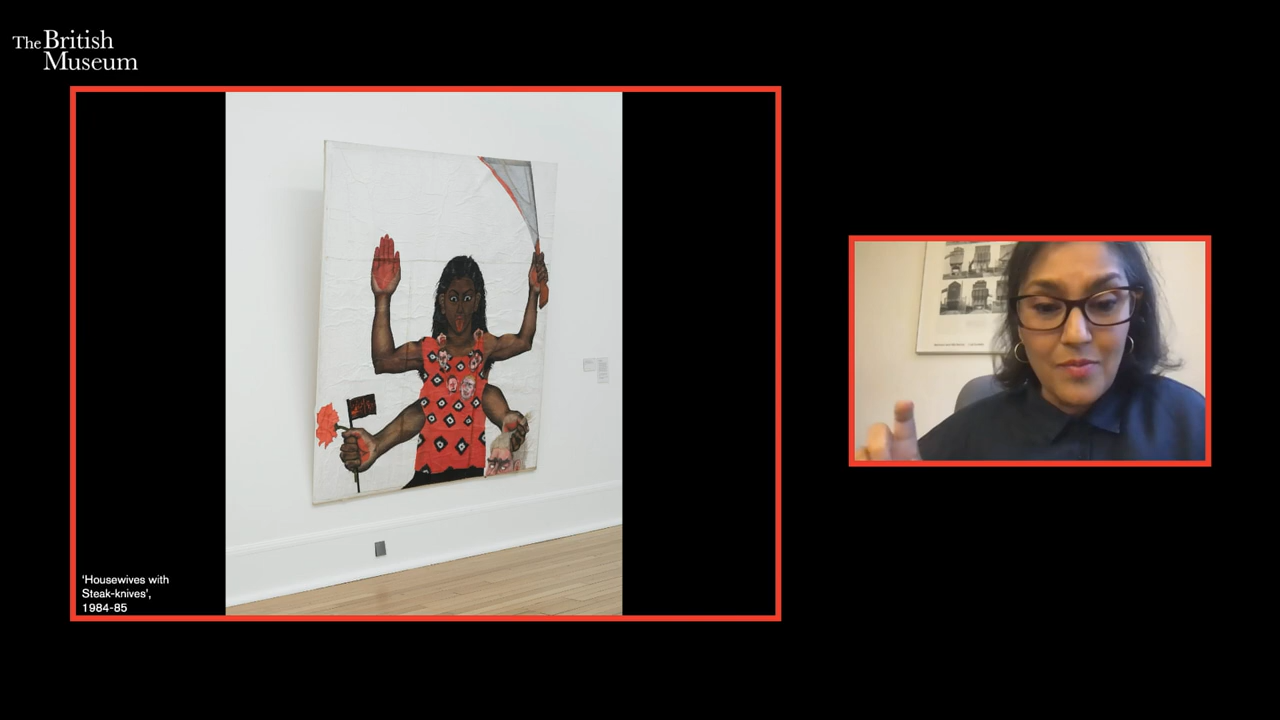 The British
Museum
'Housewives with
Steak-knives',
1984-85